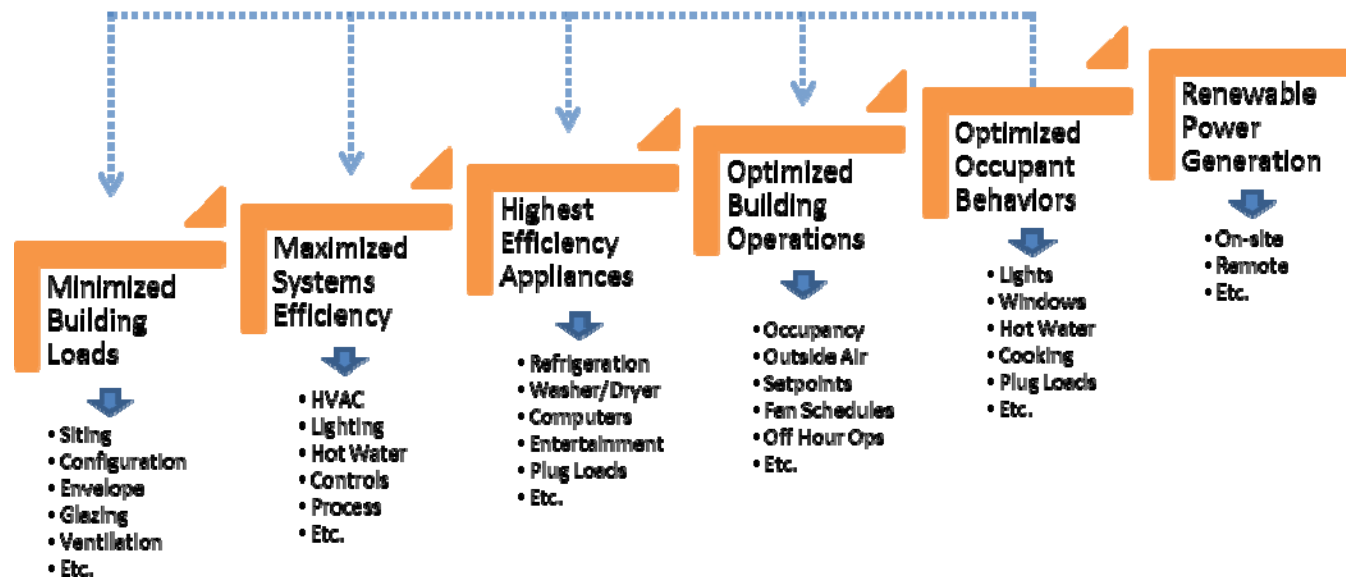 Minimized
Building
Loads
• Siting
• Configuration
• Envelope
• Glazing
• Ventilation
• Etc.
Maximized
Systems
Efficiency
• HVAC
• Lighting
• Hot Water
• Controls
• Process
• Etc.
Highest
Efficiency
Appliances
• Refrigeration
• Washer/Dryer
• Computers
• Entertainment
• Plug Loads
• Etc.
Optimized
Building
Operations
• Occupancy
• Outside Air
• Setpoints
• Fan Schedules
• Off Hour Ops
• Etc.
Optimized
Occupant
Behaviors
• Lights
• Windows
• Hot Water
• Cooking
• Plug Loads
• Etc.
Renewable
Power
Generation
• On-site
• Remote
• Etc.